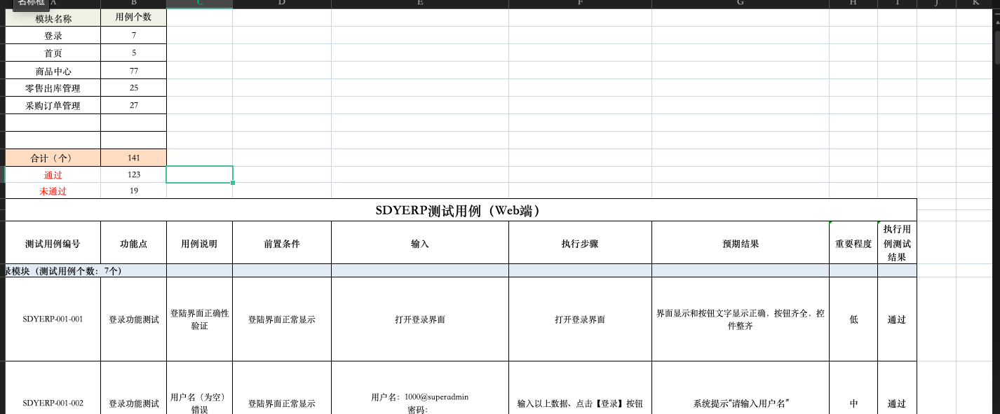 名称框
A B C D E F G H I J K
模块名称 用例个数
登录 7
首页 5
商品中心 77
零售出库管理 25
采购订单管理 27
合计（个） 141
通过 123
未通过 19
SDYERP测试用例（Web端）
测试用例编号 功能点 用例说明 前置条件 输入 执行步骤 预期结果 重要程度 执行用
例测试
结果
录模块（测试用例个数：7个）
SDYERP-001-001 登录功能测试 登陆界面正确性
验证 登陆界面正常显示 打开登录界面 打开登录界面 界面显示和按钮文字显示正确，按钮齐全，控
件整齐 低 通过
SDYERP-001-002 登录功能测试 用户名（为空）
错误 登陆界面正常显示 用户名：1000@superadmin
密码： 输入以上数据、点击【登录】按钮 系统提示“请输入用户名” 中 通过